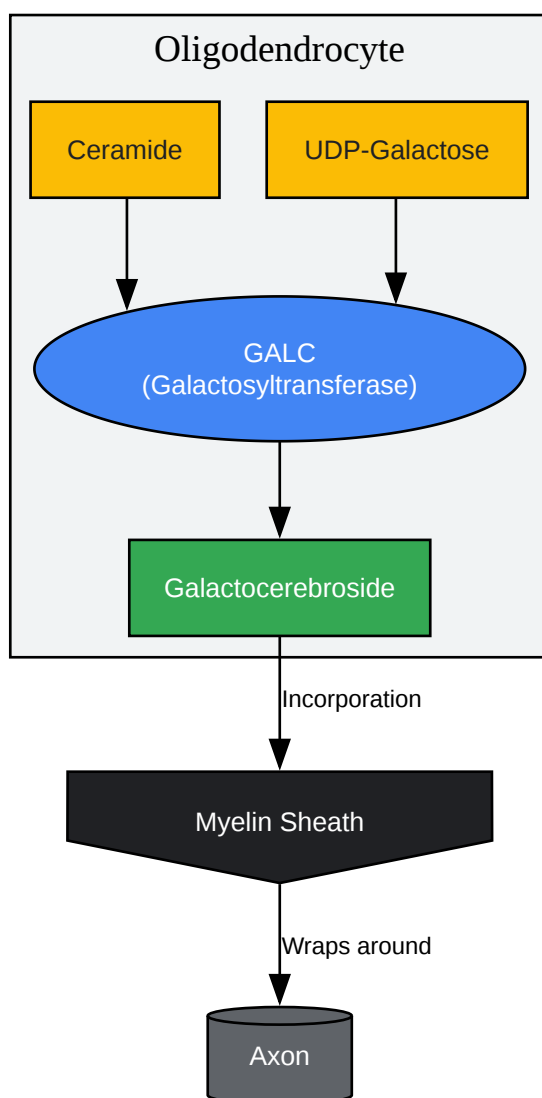 Oligodendrocyte
Ceramide
UDP-Galactose
GALC
(Galactosyltransferase)
Galactocerebroside
Incorporation
Myelin Sheath
Wraps around
Axon